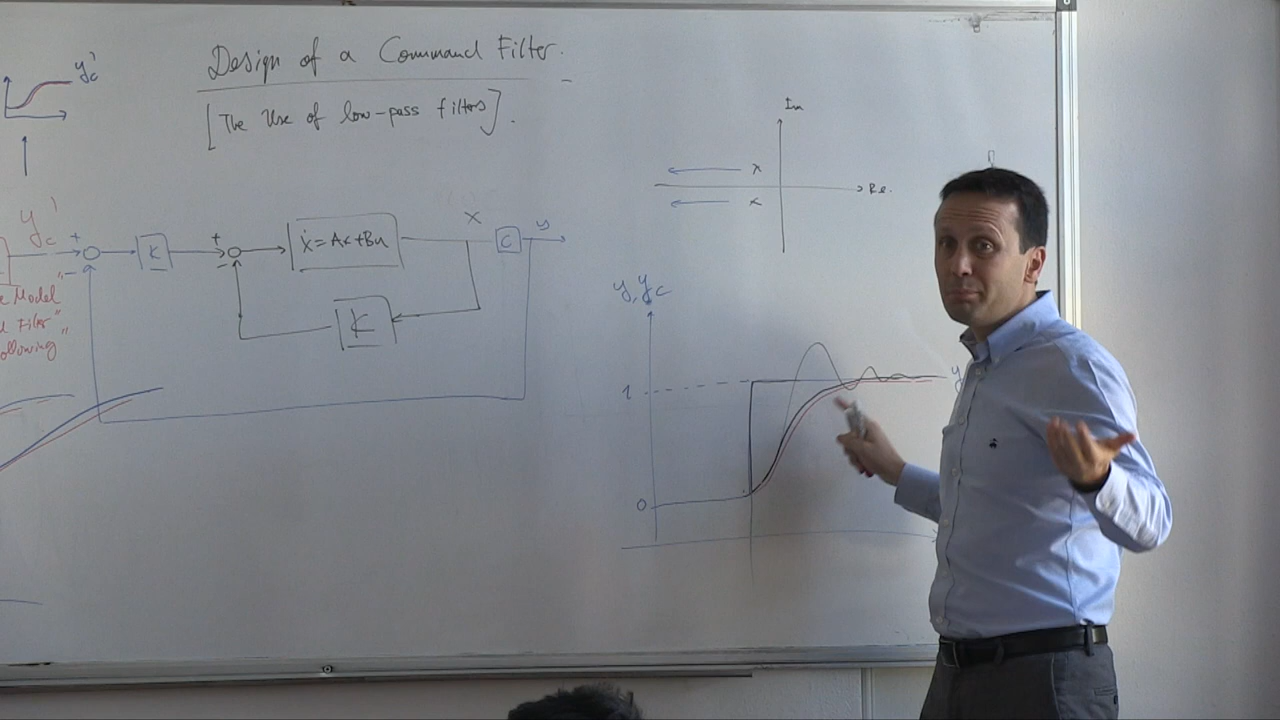 Design of a Command Filter.
[The Use of low-pass filters].
y'c
y'c
+
-
K
+
-
ẋ = Ax+Bu
x
C
y
K
Model
Filter"
ollowing"
Im
Re.
x
x
y, yc
1
0
y